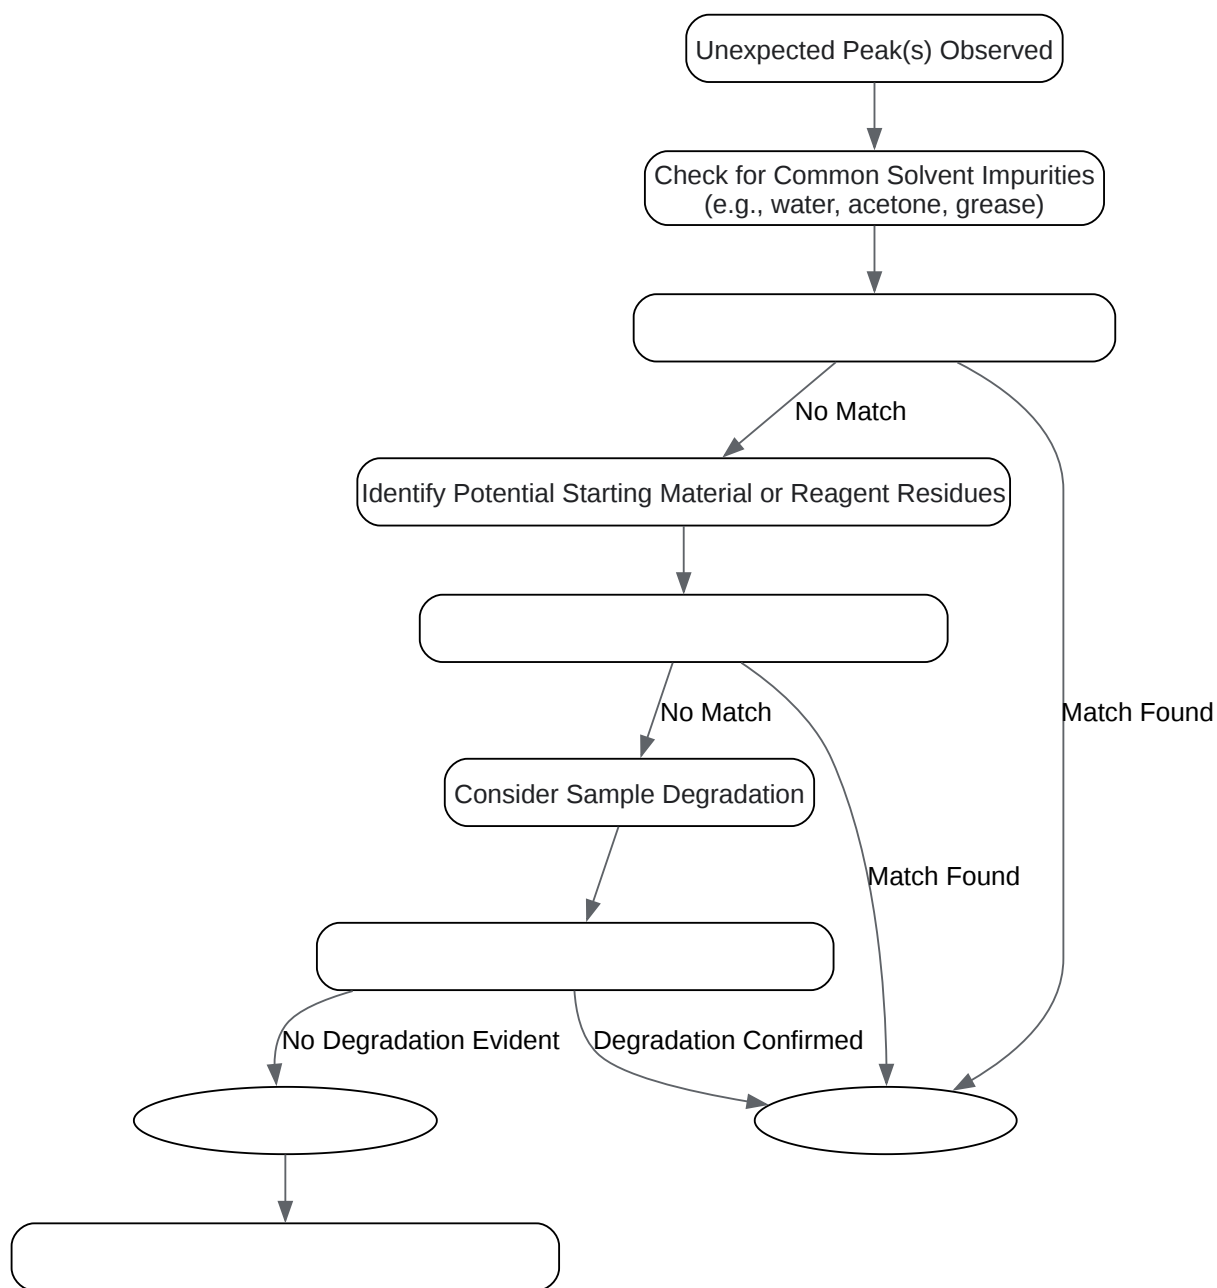 Unexpected Peak(s) Observed
Check for Common Solvent Impurities
(e.g., water, acetone, grease)
No Match
Identify Potential Starting Material or Reagent Residues
No Match
Match Found
Consider Sample Degradation
Match Found
No Degradation Evident
Degradation Confirmed